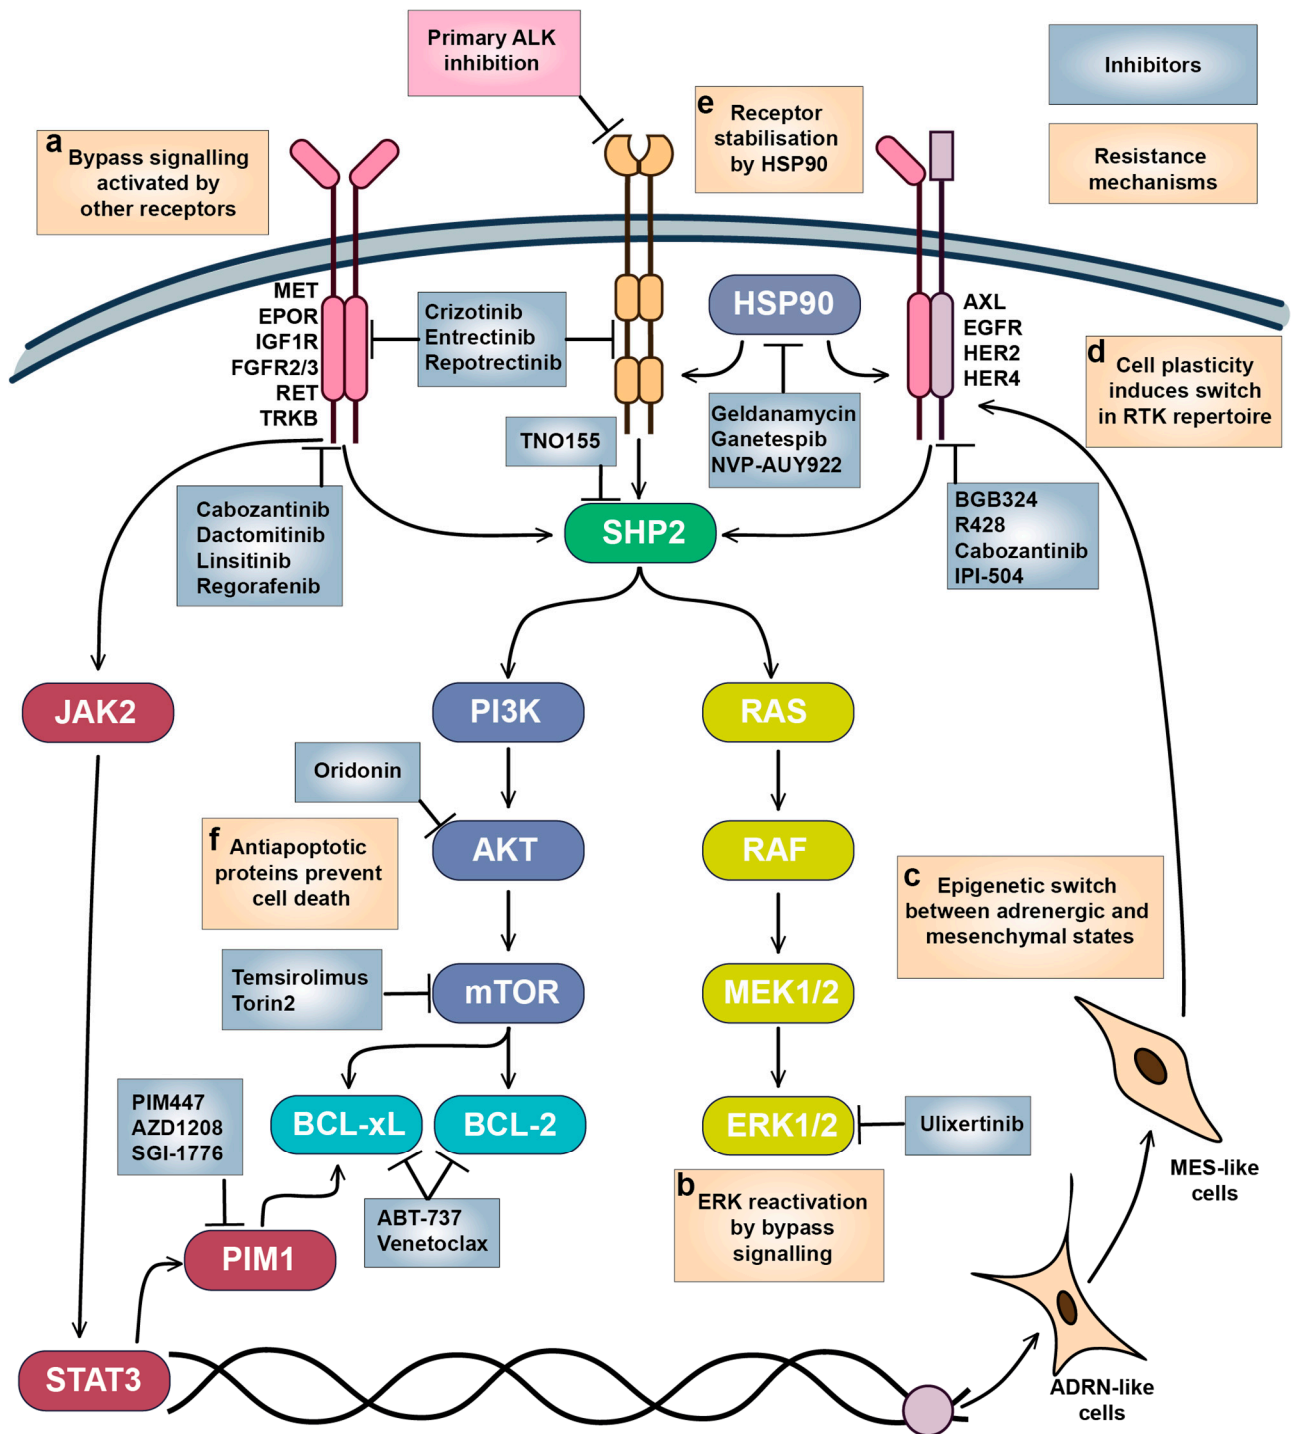 Primary ALK
inhibition
Inhibitors
Resistance
mechanisms
a
Bypass signalling
activated by
other receptors
e
Receptor
stabilisation
by HSP90
MET
EPOR
IGF1R
FGFR2/3
RET
TRKB
Crizotinib
Entrectinib
Repotrectinib
HSP90
AXL
EGFR
HER2
HER4
d
Cell plasticity
induces switch
in RTK repertoire
Geldanamycin
Ganetespib
NVP-AUY922
TNO155
SHP2
Cabozantinib
Dactomitinib
Linsitinib
Regorafenib
BGB324
R428
Cabozantinib
IPI-504
JAK2
PI3K
RAS
Oridonin
AKT
RAF
f
Antiapoptotic
proteins prevent
cell death
c
Epigenetic switch
between adrenergic and
mesenchymal states
Temsirolimus
Torin2
mTOR
MEK1/2
PIM447
AZD1208
SGI-1776
BCL-xL
BCL-2
ERK1/2
Ulixertinib
MES-like
cells
b
ERK reactivation
by bypass
signalling
ABT-737
Venetoclax
PIM1
STAT3
ADRN-like
cells